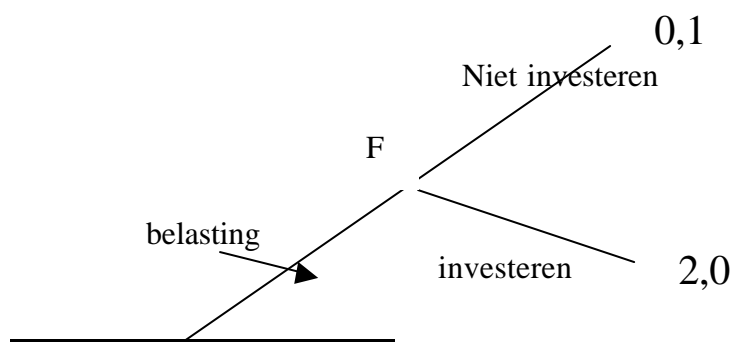 0,1
Niet investeren
F
belasting
investeren
2,0